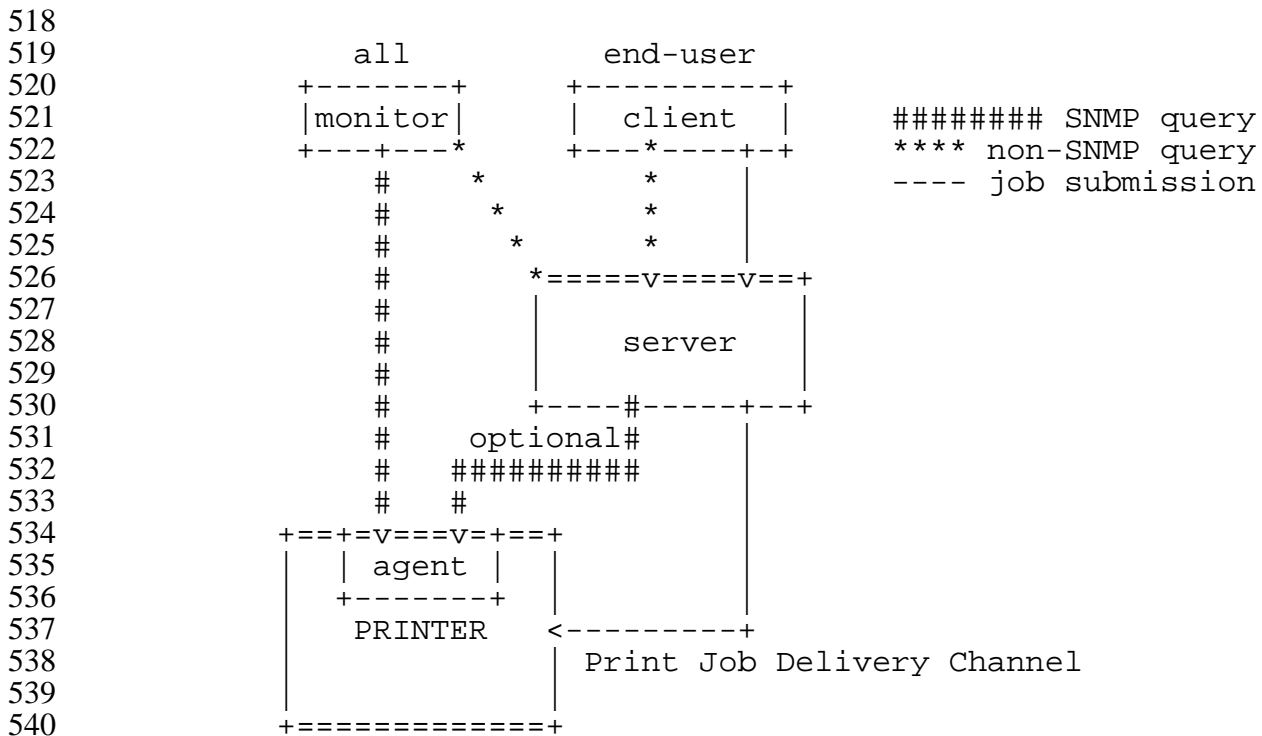 518
519 all end-user
520 +-------+ +----------+
521 |monitor| | client | ######## SNMP query
522 +---+---* +---*----+-+ **** non-SNMP query
523 # * * | ---- job submission
524 # * * |
525 # * * |
526 # *=====v====v==+
527 # | |
528 # | server |
529 # | |
530 # +----#-----+--+
531 # optional# |
532 # ########## |
533 # # |
534 +==+=v===v=+==+ |
535 | | agent | | |
536 | +-------+ | |
537 | PRINTER <---------+
538 | | Print Job Delivery Channel
539 | |
540 +=============+